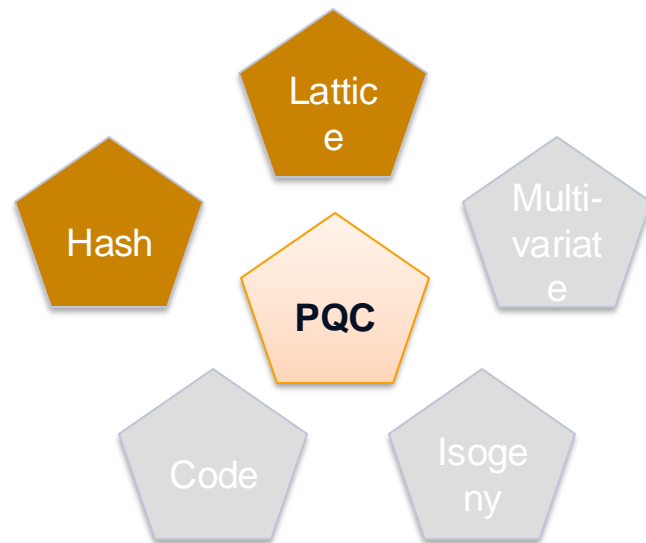 Lattic
e
Hash
Multi-
variat
e
PQC
Code
Isoge
ny